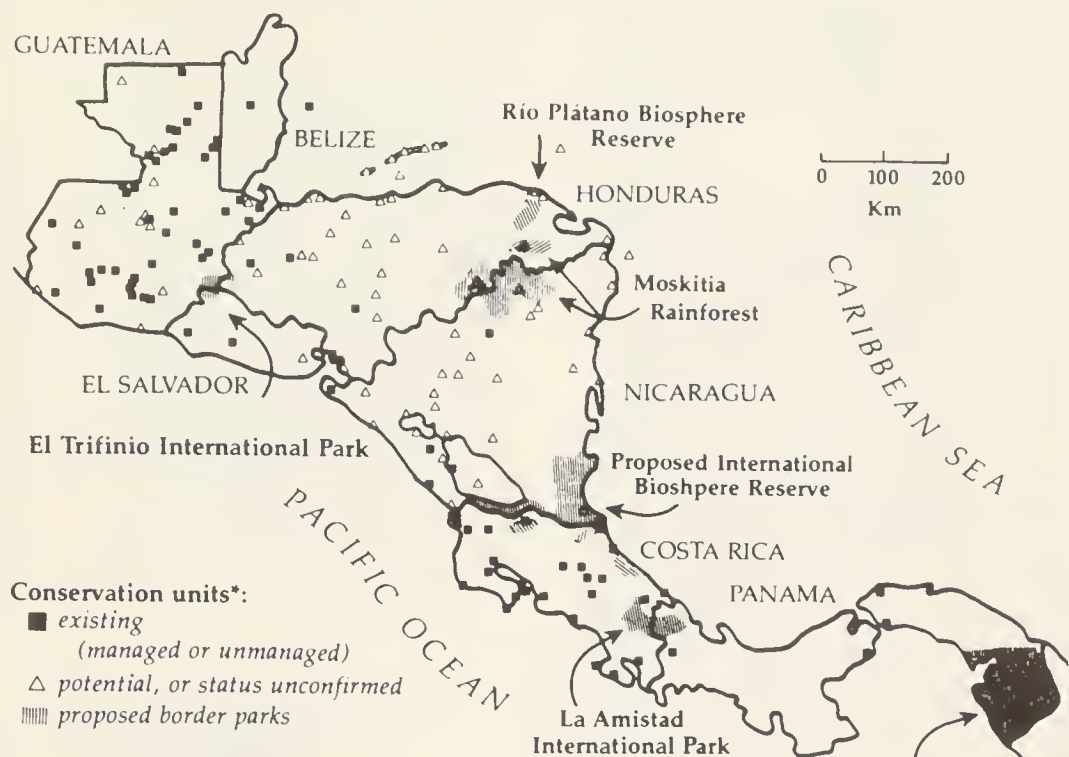 GUATEMALA
BELIZE
Río Plátano Biosphere
Reserve
HONDURAS
0 100 200
Km
Moskitia
Rainforest
CARIBBEAN SEA
EL SALVADOR
NICARAGUA
El Trifinio International Park
Proposed International
Bioshpere Reserve
PACIFIC OCEAN
COSTA RICA
PANAMA
Conservation units*:
existing
(managed or unmanaged)
potential, or status unconfirmed
proposed border parks
La Amistad
International Park